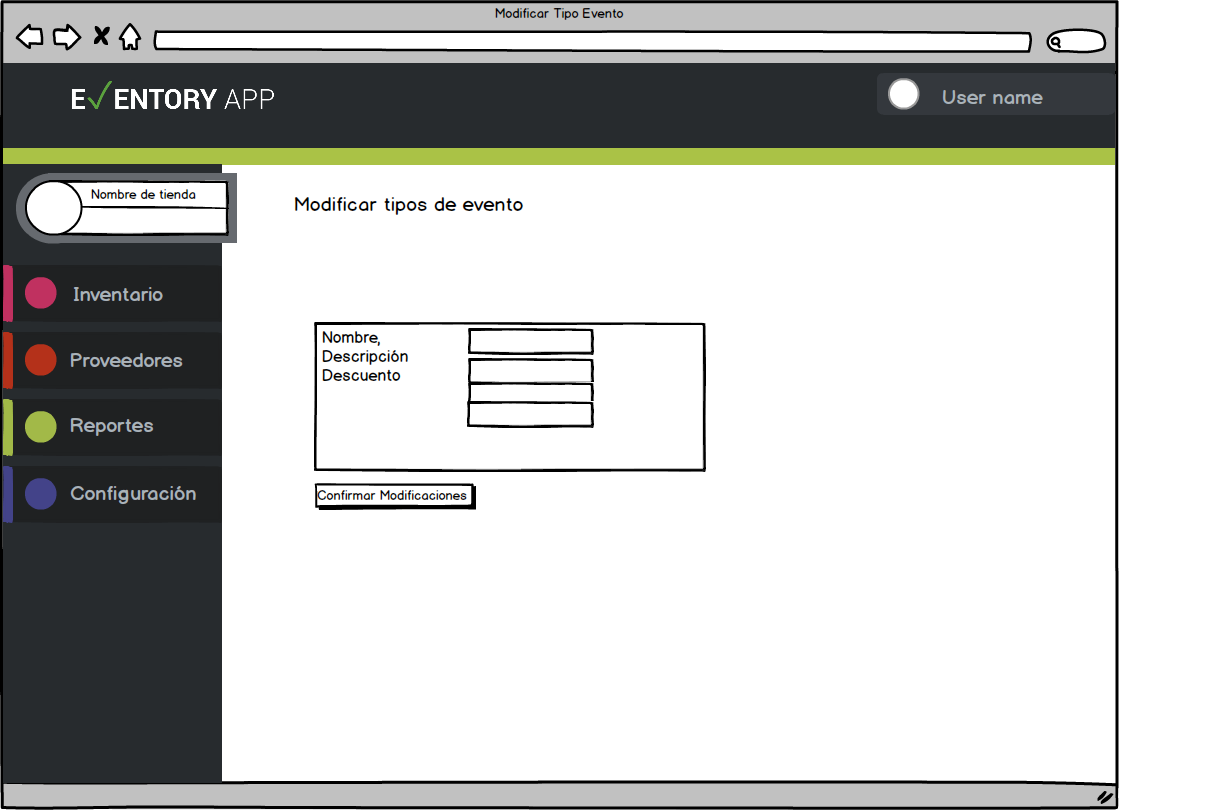 Modificar Tipo Evento
E✓ENTORY APP
User name
Nombre de tienda
Modificar tipos de evento
Inventario
Proveedores
Reportes
Configuración
Nombre,
Descripción
Descuento
Confirmar Modificaciones